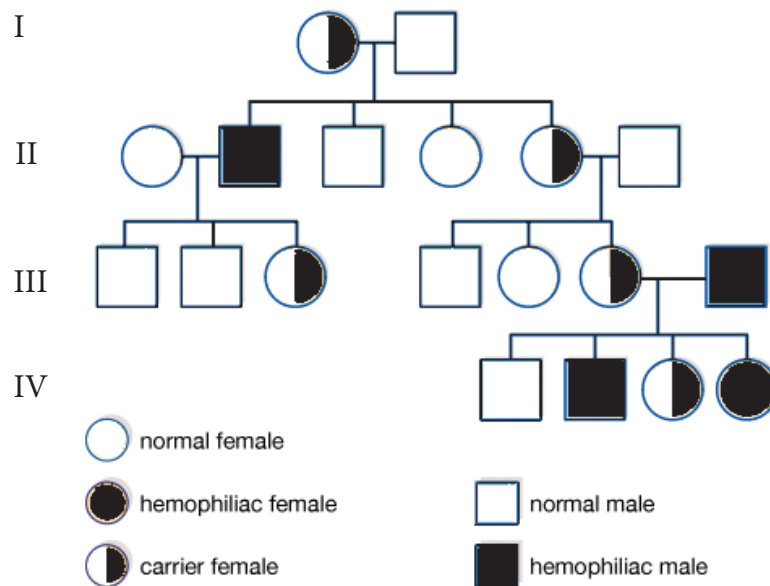 I
II
III
IV
normal female
hemophiliac female
normal male
carrier female
hemophiliac male